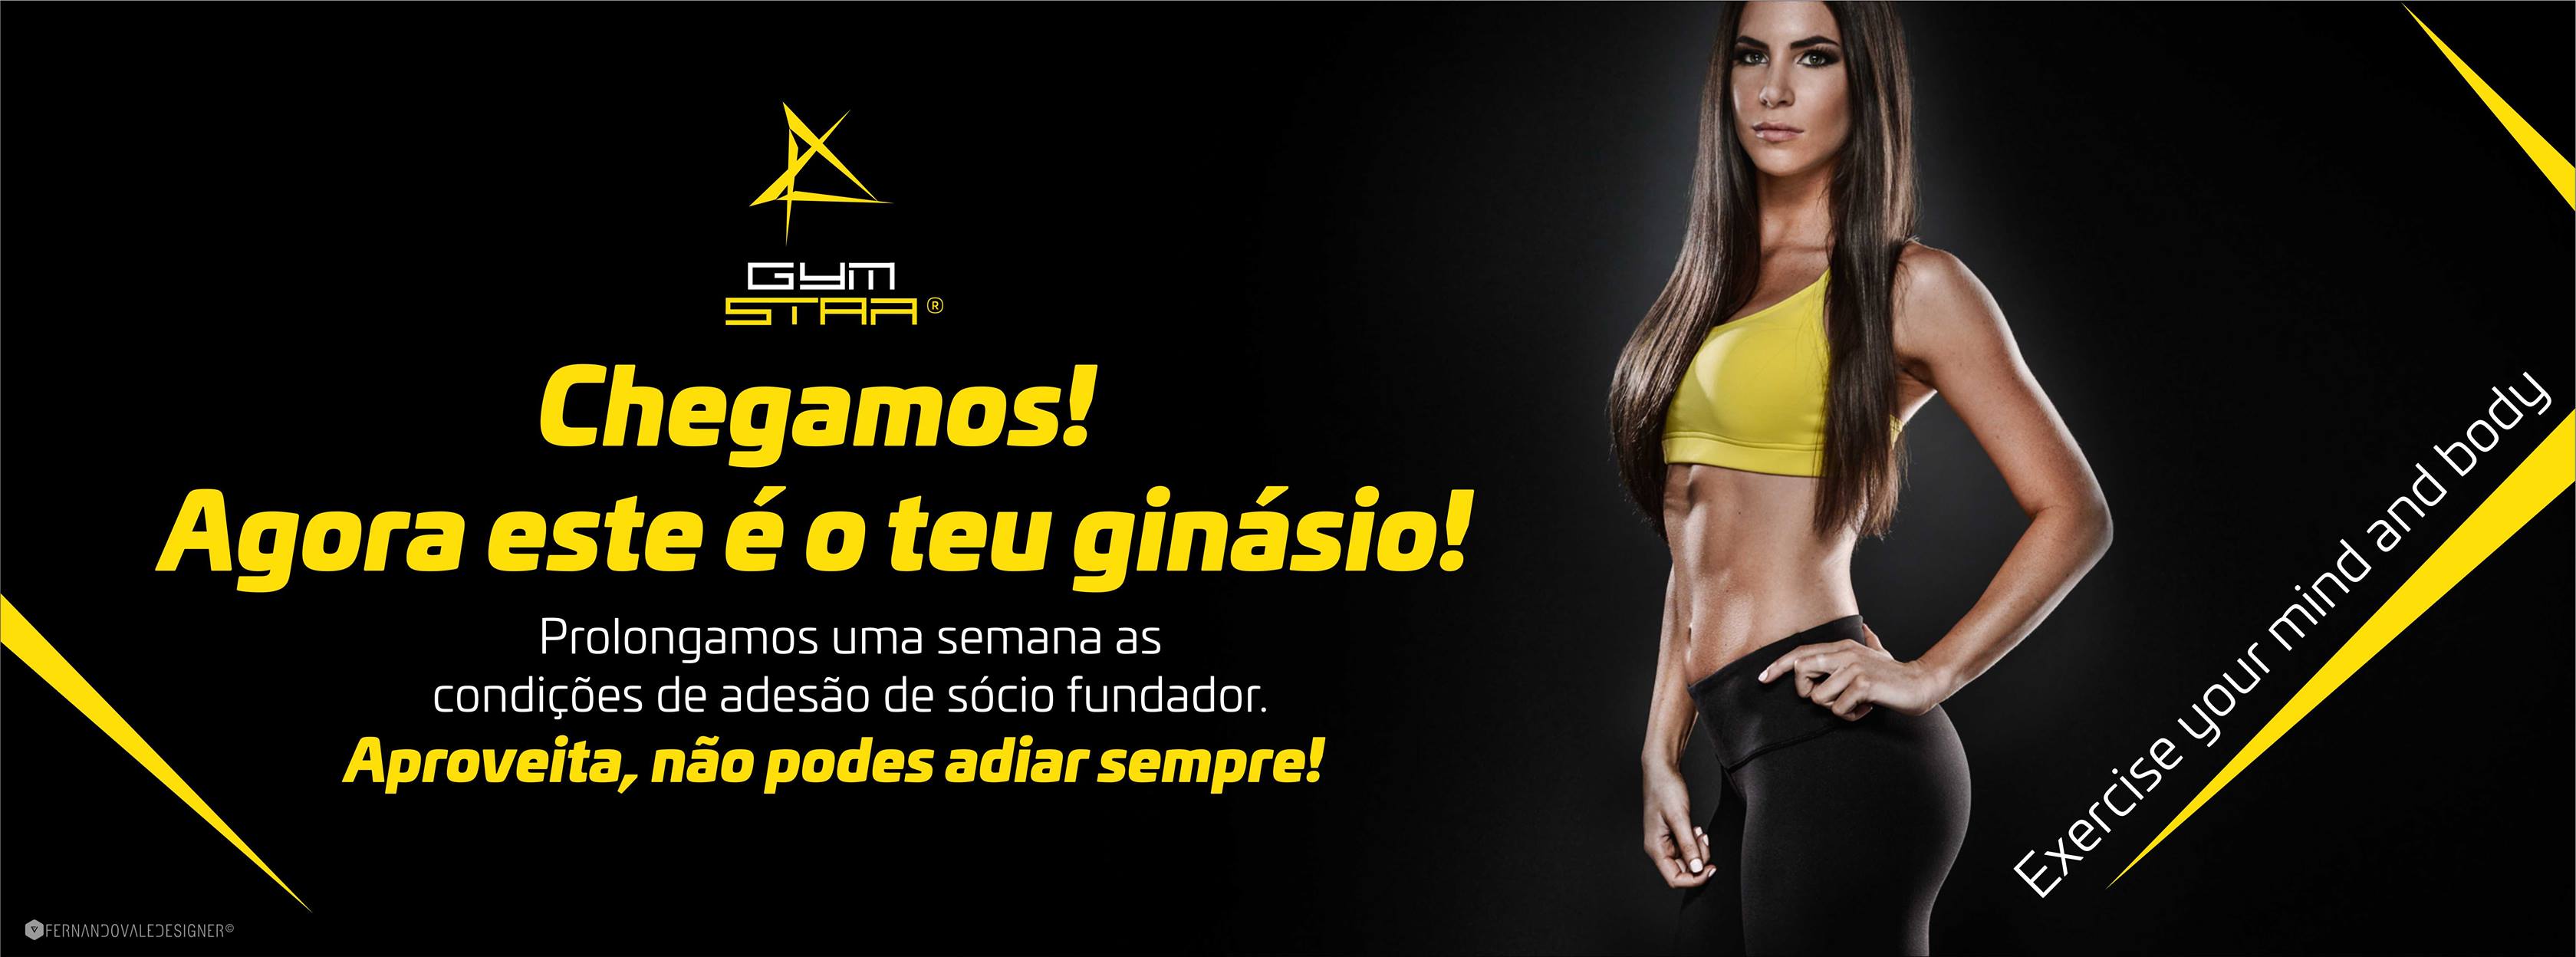 GYM
STAR ®
Chegamos!
Agora este é o teu ginásio!
Prolongamos uma semana as
condições de adesão de sócio fundador.
Aproveita, não podes adiar sempre!
Exercise your mind and body
FERNANDOVALEDESIGNER©